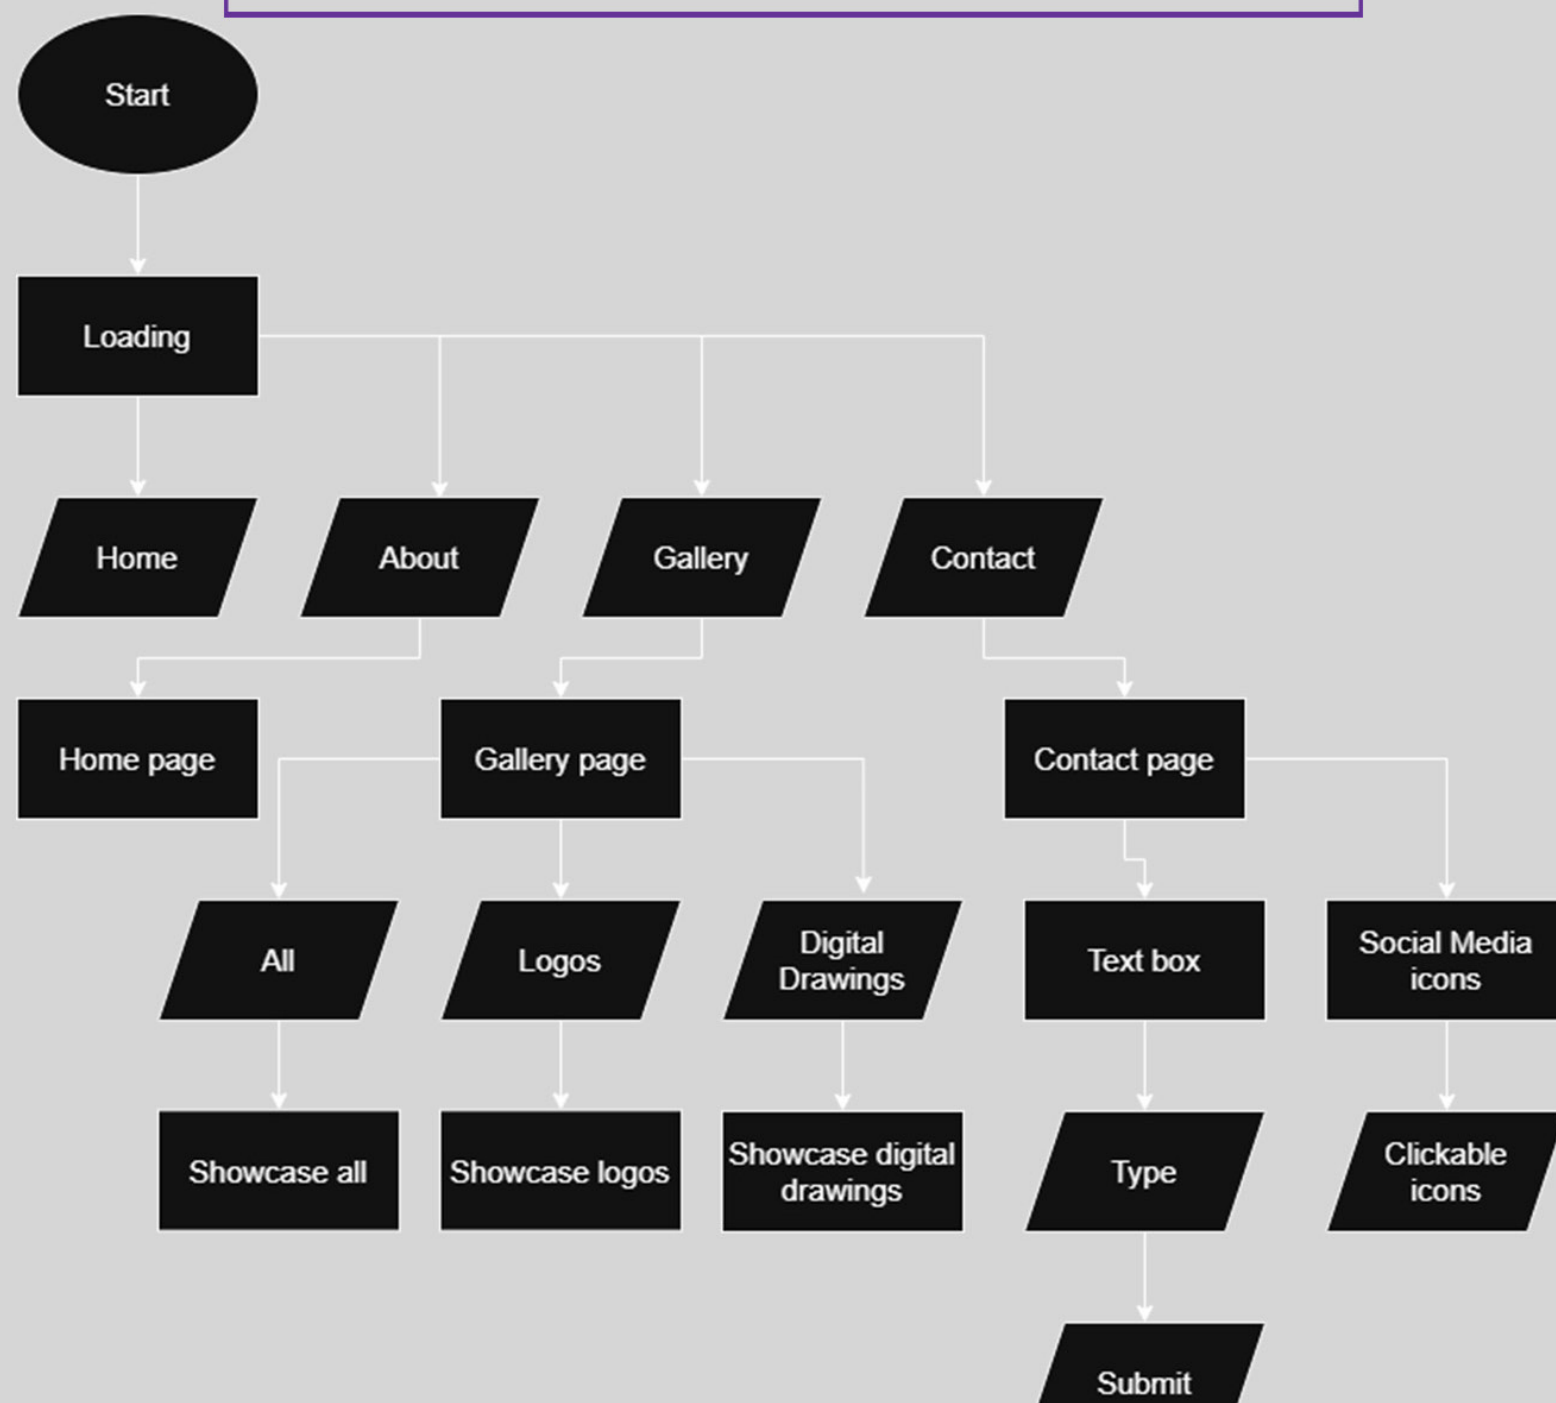 Start
Loading
Home
About
Gallery
Contact
Home page
Gallery page
Contact page
All
Logos
Digital
Drawings
Text box
Social Media
icons
Showcase all
Showcase logos
Showcase digital
drawings
Type
Clickable
icons
Submit